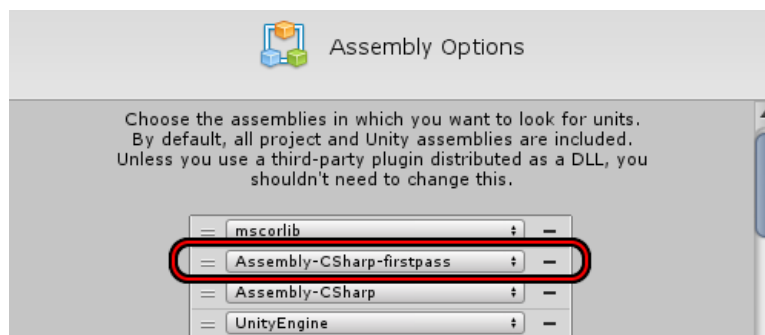 Assembly Options
Choose the assemblies in which you want to look for units.
By default, all project and Unity assemblies are included.
Unless you use a third-party plugin distributed as a DLL, you
shouldn't need to change this.
mscorlib
Assembly-CSharp-firstpass
Assembly-CSharp
UnityEngine